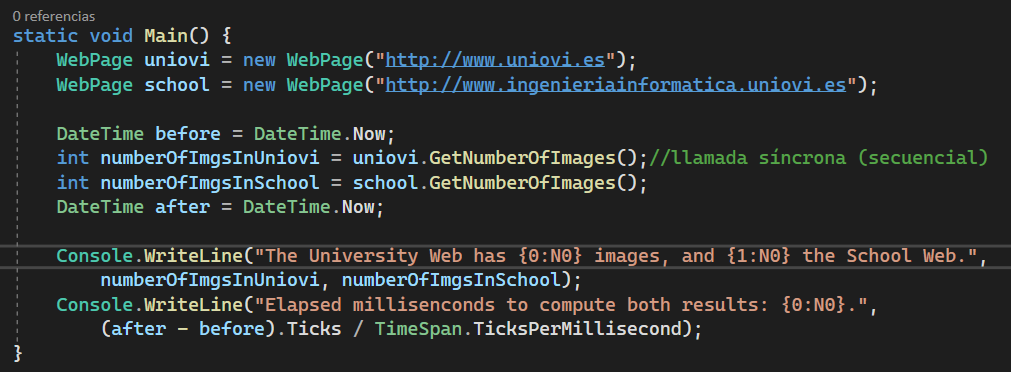 0 referencias
static void Main() {
WebPage uniovi = new WebPage("http://www.uniovi.es");
WebPage school = new WebPage("http://www.ingenieriainformatica.uniovi.es");
DateTime before = DateTime.Now;
int numberOfImgsInUniovi = uniovi.GetNumberOfImages();//llamada síncrona (secuencial)
int numberOfImgsInSchool = school.GetNumberOfImages();
DateTime after = DateTime.Now;
Console.WriteLine("The University Web has {0:N0} images, and {1:N0} the School Web.",
numberOfImgsInUniovi, numberOfImgsInSchool);
Console.WriteLine("Elapsed millisenconds to compute both results: {0:N0}.",
(after - before).Ticks / TimeSpan.TicksPerMillisecond);
}